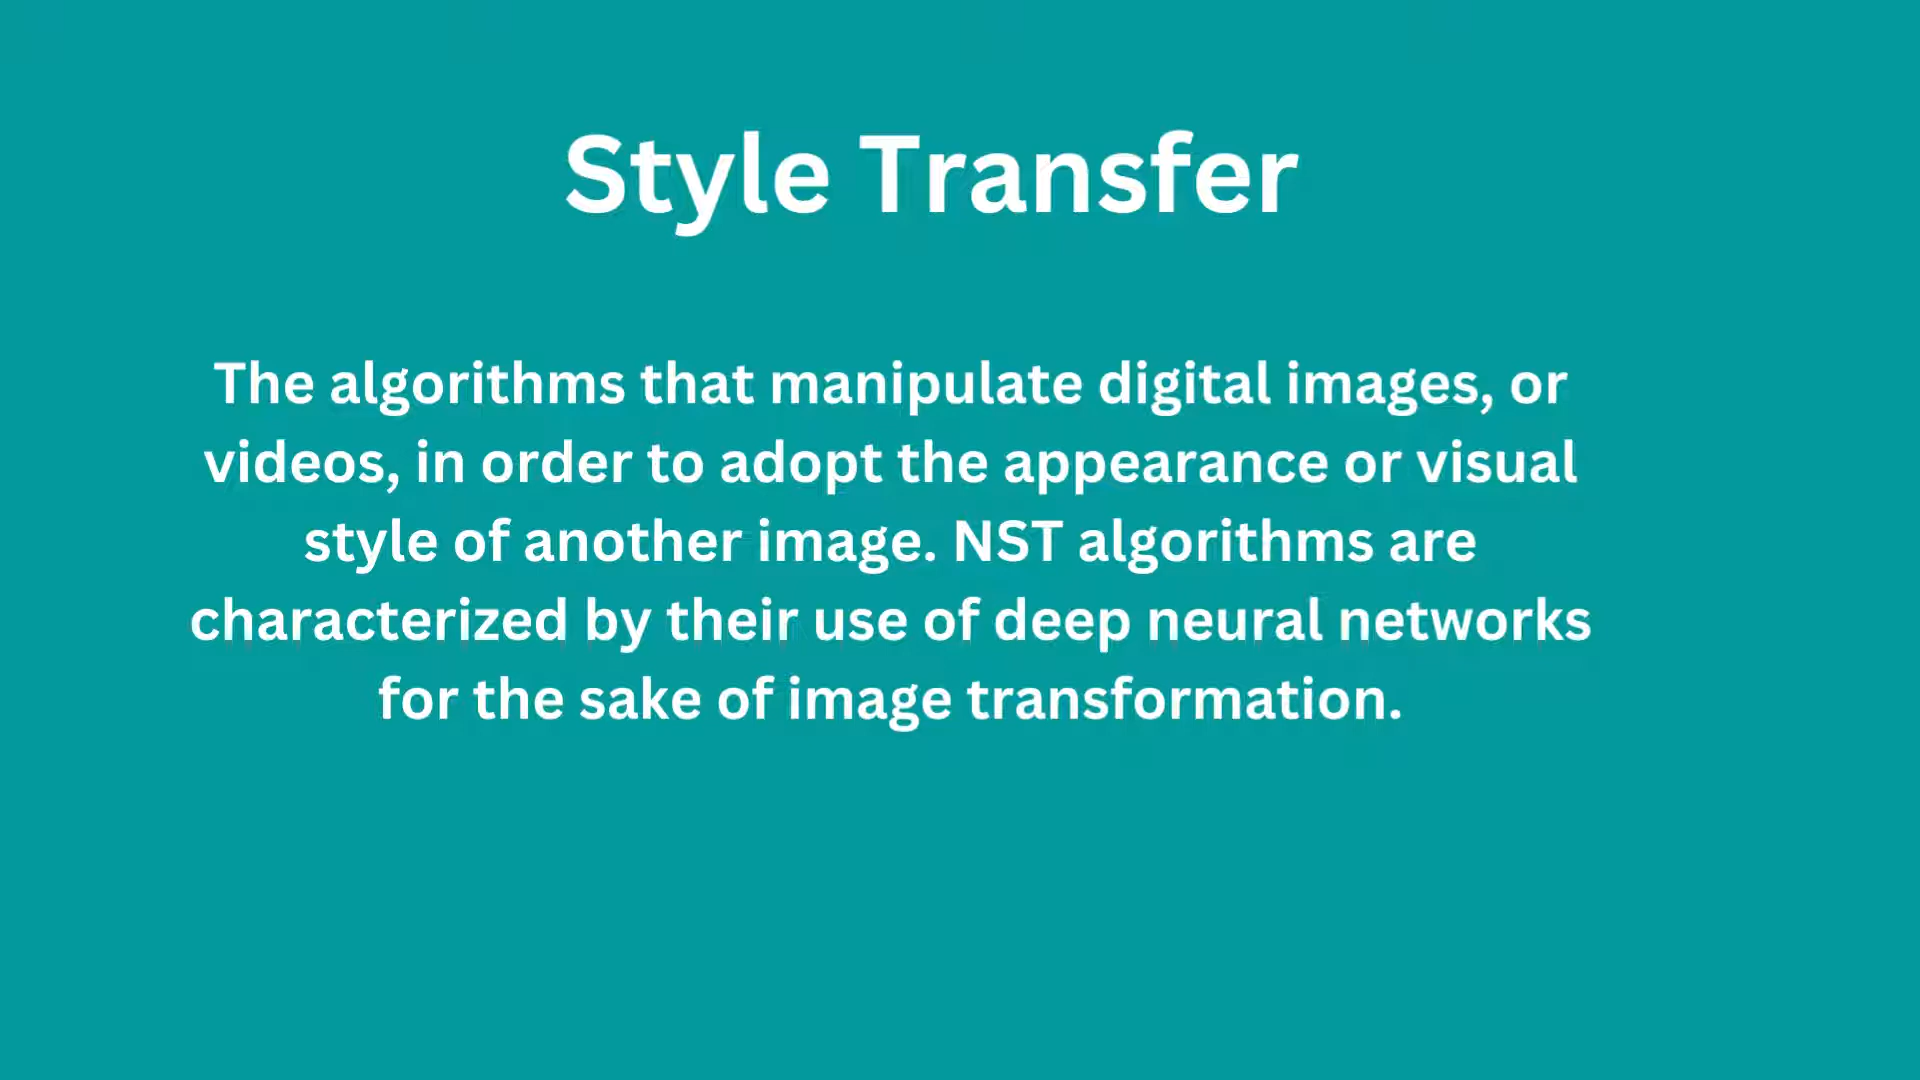 Style Transfer
The algorithms that manipulate digital images, or
videos, in order to adopt the appearance or visual
style of another image. NST algorithms are
characterized by their use of deep neural networks
for the sake of image transformation.